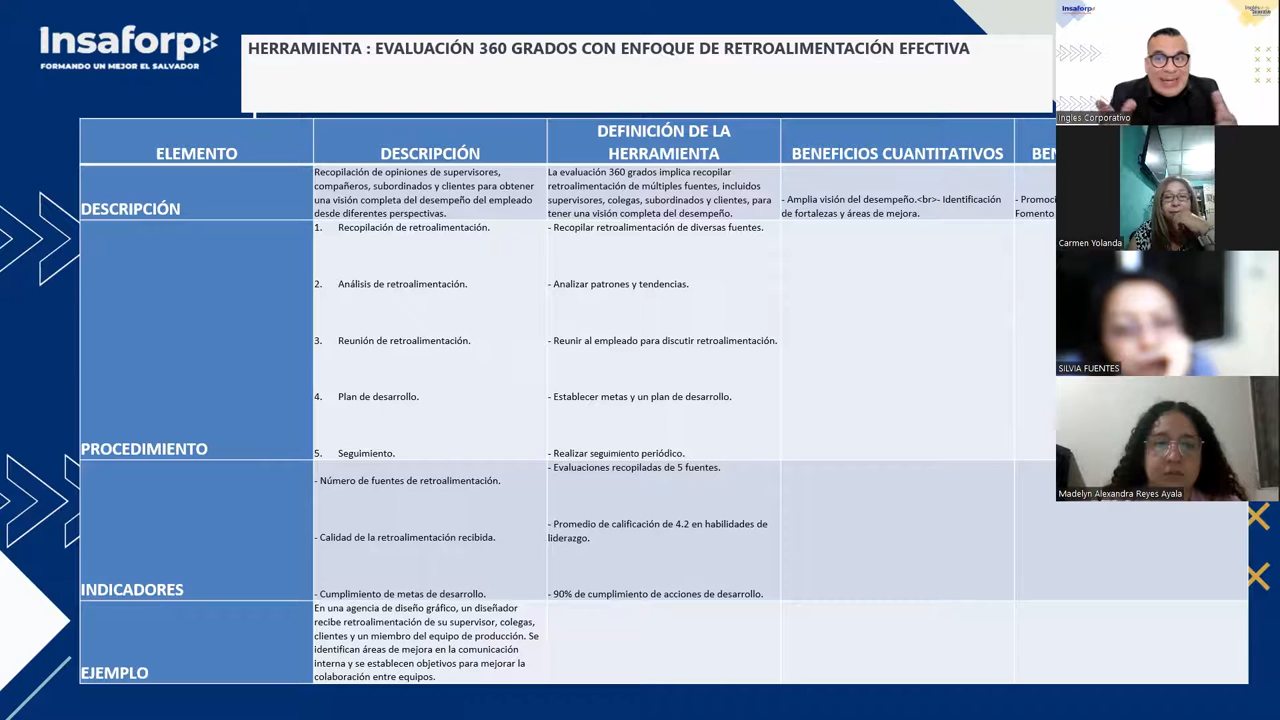 Insaforp
FORMANDO UN MEJOR EL SALVADOR
HERRAMIENTA : EVALUACIÓN 360 GRADOS CON ENFOQUE DE RETROALIMENTACIÓN EFECTIVA
ELEMENTO
DESCRIPCIÓN
DEFINICIÓN DE LA
HERRAMIENTA
BENEFICIOS CUANTITATIVOS
BEN
DESCRIPCIÓN
Recopilación de opiniones de supervisores,
compañeros, subordinados y clientes para obtener
una visión completa del desempeño del empleado
desde diferentes perspectivas.
La evaluación 360 grados implica recopilar
retroalimentación de múltiples fuentes, incluidos
supervisores, colegas, subordinados y clientes, para
tener una visión completa del desempeño.
- Amplia visión del desempeño.<br>- Identificación
de fortalezas y áreas de mejora.
- Promoci
Fomento
PROCEDIMIENTO
1. Recopilación de retroalimentación.
2. Análisis de retroalimentación.
3. Reunión de retroalimentación.
4. Plan de desarrollo.
5. Seguimiento.
- Recopilar retroalimentación de diversas fuentes.
- Analizar patrones y tendencias.
- Reunir al empleado para discutir retroalimentación.
- Establecer metas y un plan de desarrollo.
- Realizar seguimiento periódico.
INDICADORES
- Número de fuentes de retroalimentación.
- Calidad de la retroalimentación recibida.
- Cumplimiento de metas de desarrollo.
- Evaluaciones recopiladas de 5 fuentes.
- Promedio de calificación de 4.2 en habilidades de
liderazgo.
- 90% de cumplimiento de acciones de desarrollo.
EJEMPLO
En una agencia de diseño gráfico, un diseñador
recibe retroalimentación de su supervisor, colegas,
clientes y un miembro del equipo de producción. Se
identifican áreas de mejora en la comunicación
interna y se establecen objetivos para mejorar la
colaboración entre equipos.
Insaforp
Ingles Corporativo
Carmen Yolanda
SILVIA FUENTES
Madelyn Alexandra Reyes Ayala